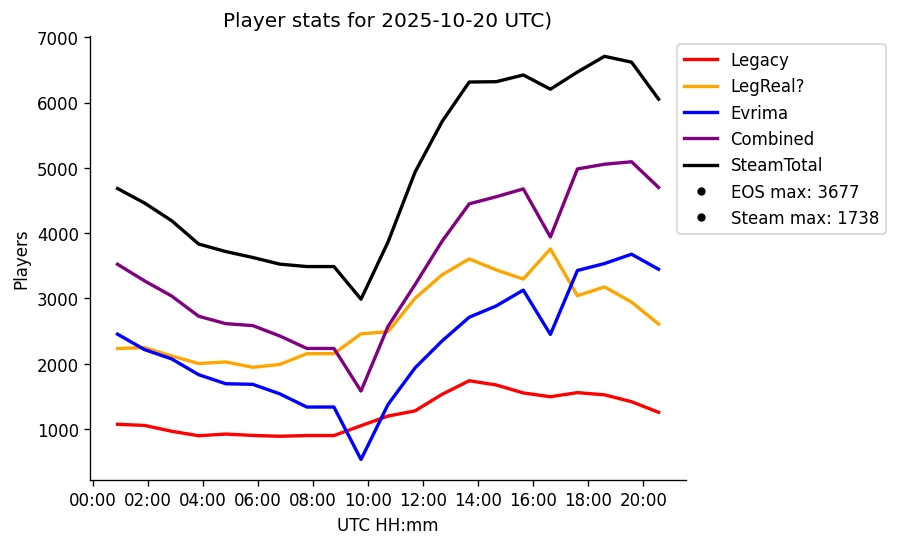 Player stats for 2025-10-20 UTC)
7000
6000
5000
4000
3000
2000
1000
Players
00:00 02:00 04:00 06:00 08:00 10:00 12:00 14:00 16:00 18:00 20:00
UTC HH:mm
Legacy
LegReal?
Evrima
Combined
SteamTotal
EOS max: 3677
Steam max: 1738